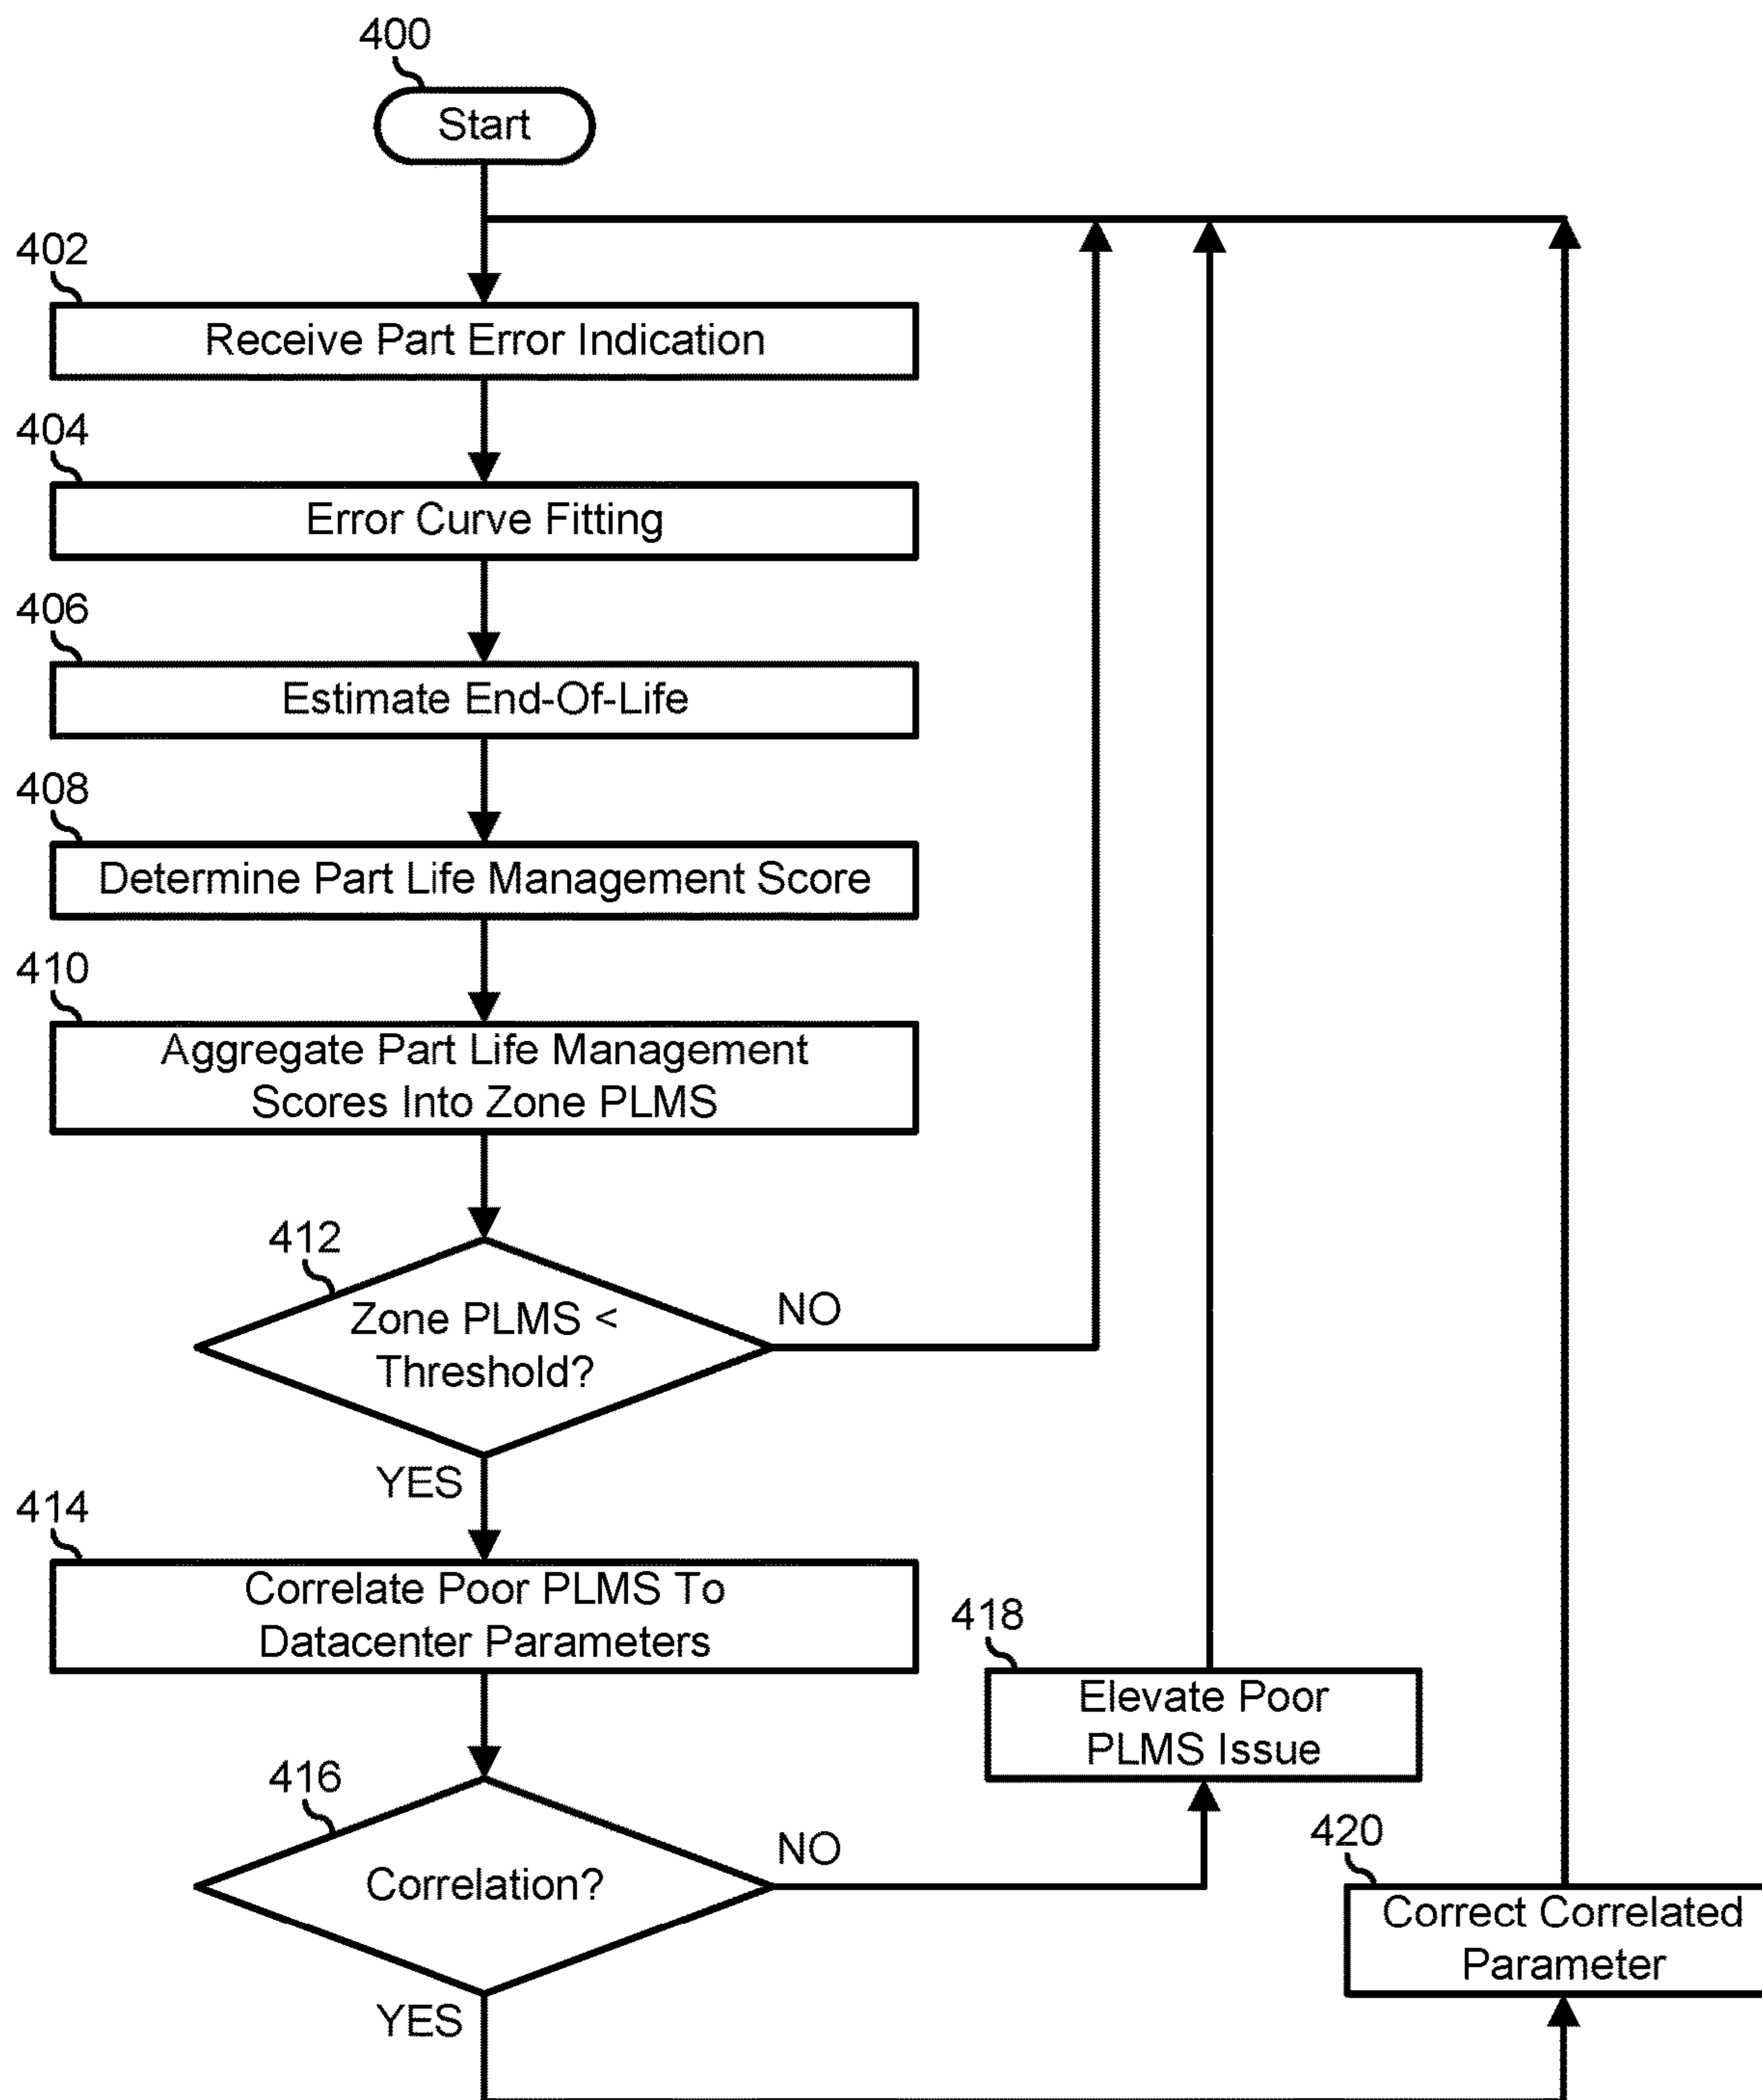 400
Start
402
Receive Part Error Indication
404
Error Curve Fitting
406
Estimate End-Of-Life
408
Determine Part Life Management Score
410
Aggregate Part Life Management
Scores Into Zone PLMS
412
Zone PLMS <
Threshold?
NO
YES
414
Correlate Poor PLMS To
Datacenter Parameters
416
Correlation?
NO
YES
418
Elevate Poor
PLMS Issue
420
Correct Correlated
Parameter